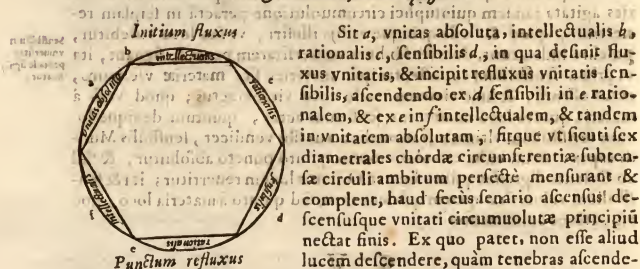 Initium fluxus
b
intellectualis
a
Unitas absoluta
c
rationalis
sensibilis
d
f
intellectualis
rationalis
e
Punctum refluxus
Sit a, vnitas absoluta, intellectualis b,
rationalis c, sensibilis d, in qua desinit flu-
xus vnitatis, & incipit refluxus vnitatis sen-
sibilis, ascendendo ex d sensibili in e ratio-
nalem, & ex e in f intellectualem, & tandem
in vnitatem absolutam; fitque vt sicuti sex
diametrales chordæ circumferentiæ subten-
sæ circuli ambitum perfectè mensurant &
complent, haud secùs senario ascensus de-
scensusque vnitati circumuolutæ principiū
nectat finis. Ex quo patet, non esse aliud
lucem descendere, quàm tenebras ascende-